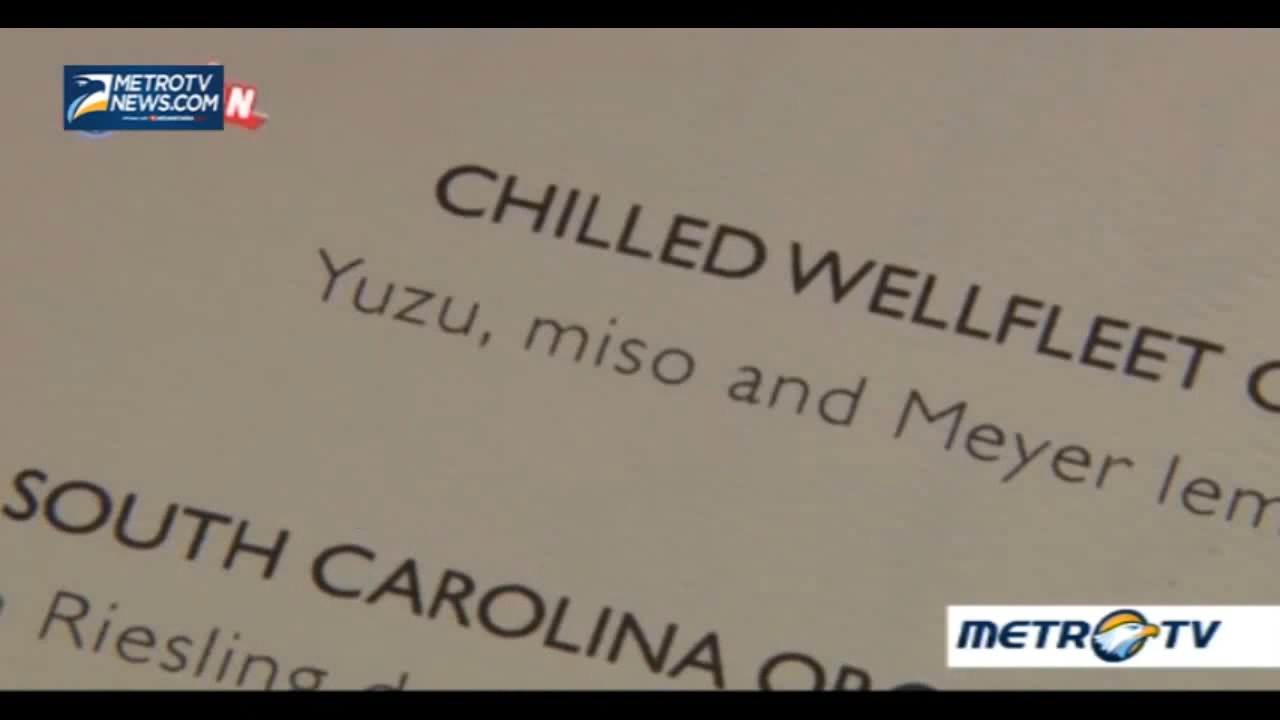 METROTV
NEWS.COM
N
CHILLED WELLFLEET
Yuzu, miso and Meyer
SOUTH CAROLINA
Riesling
METRO TV